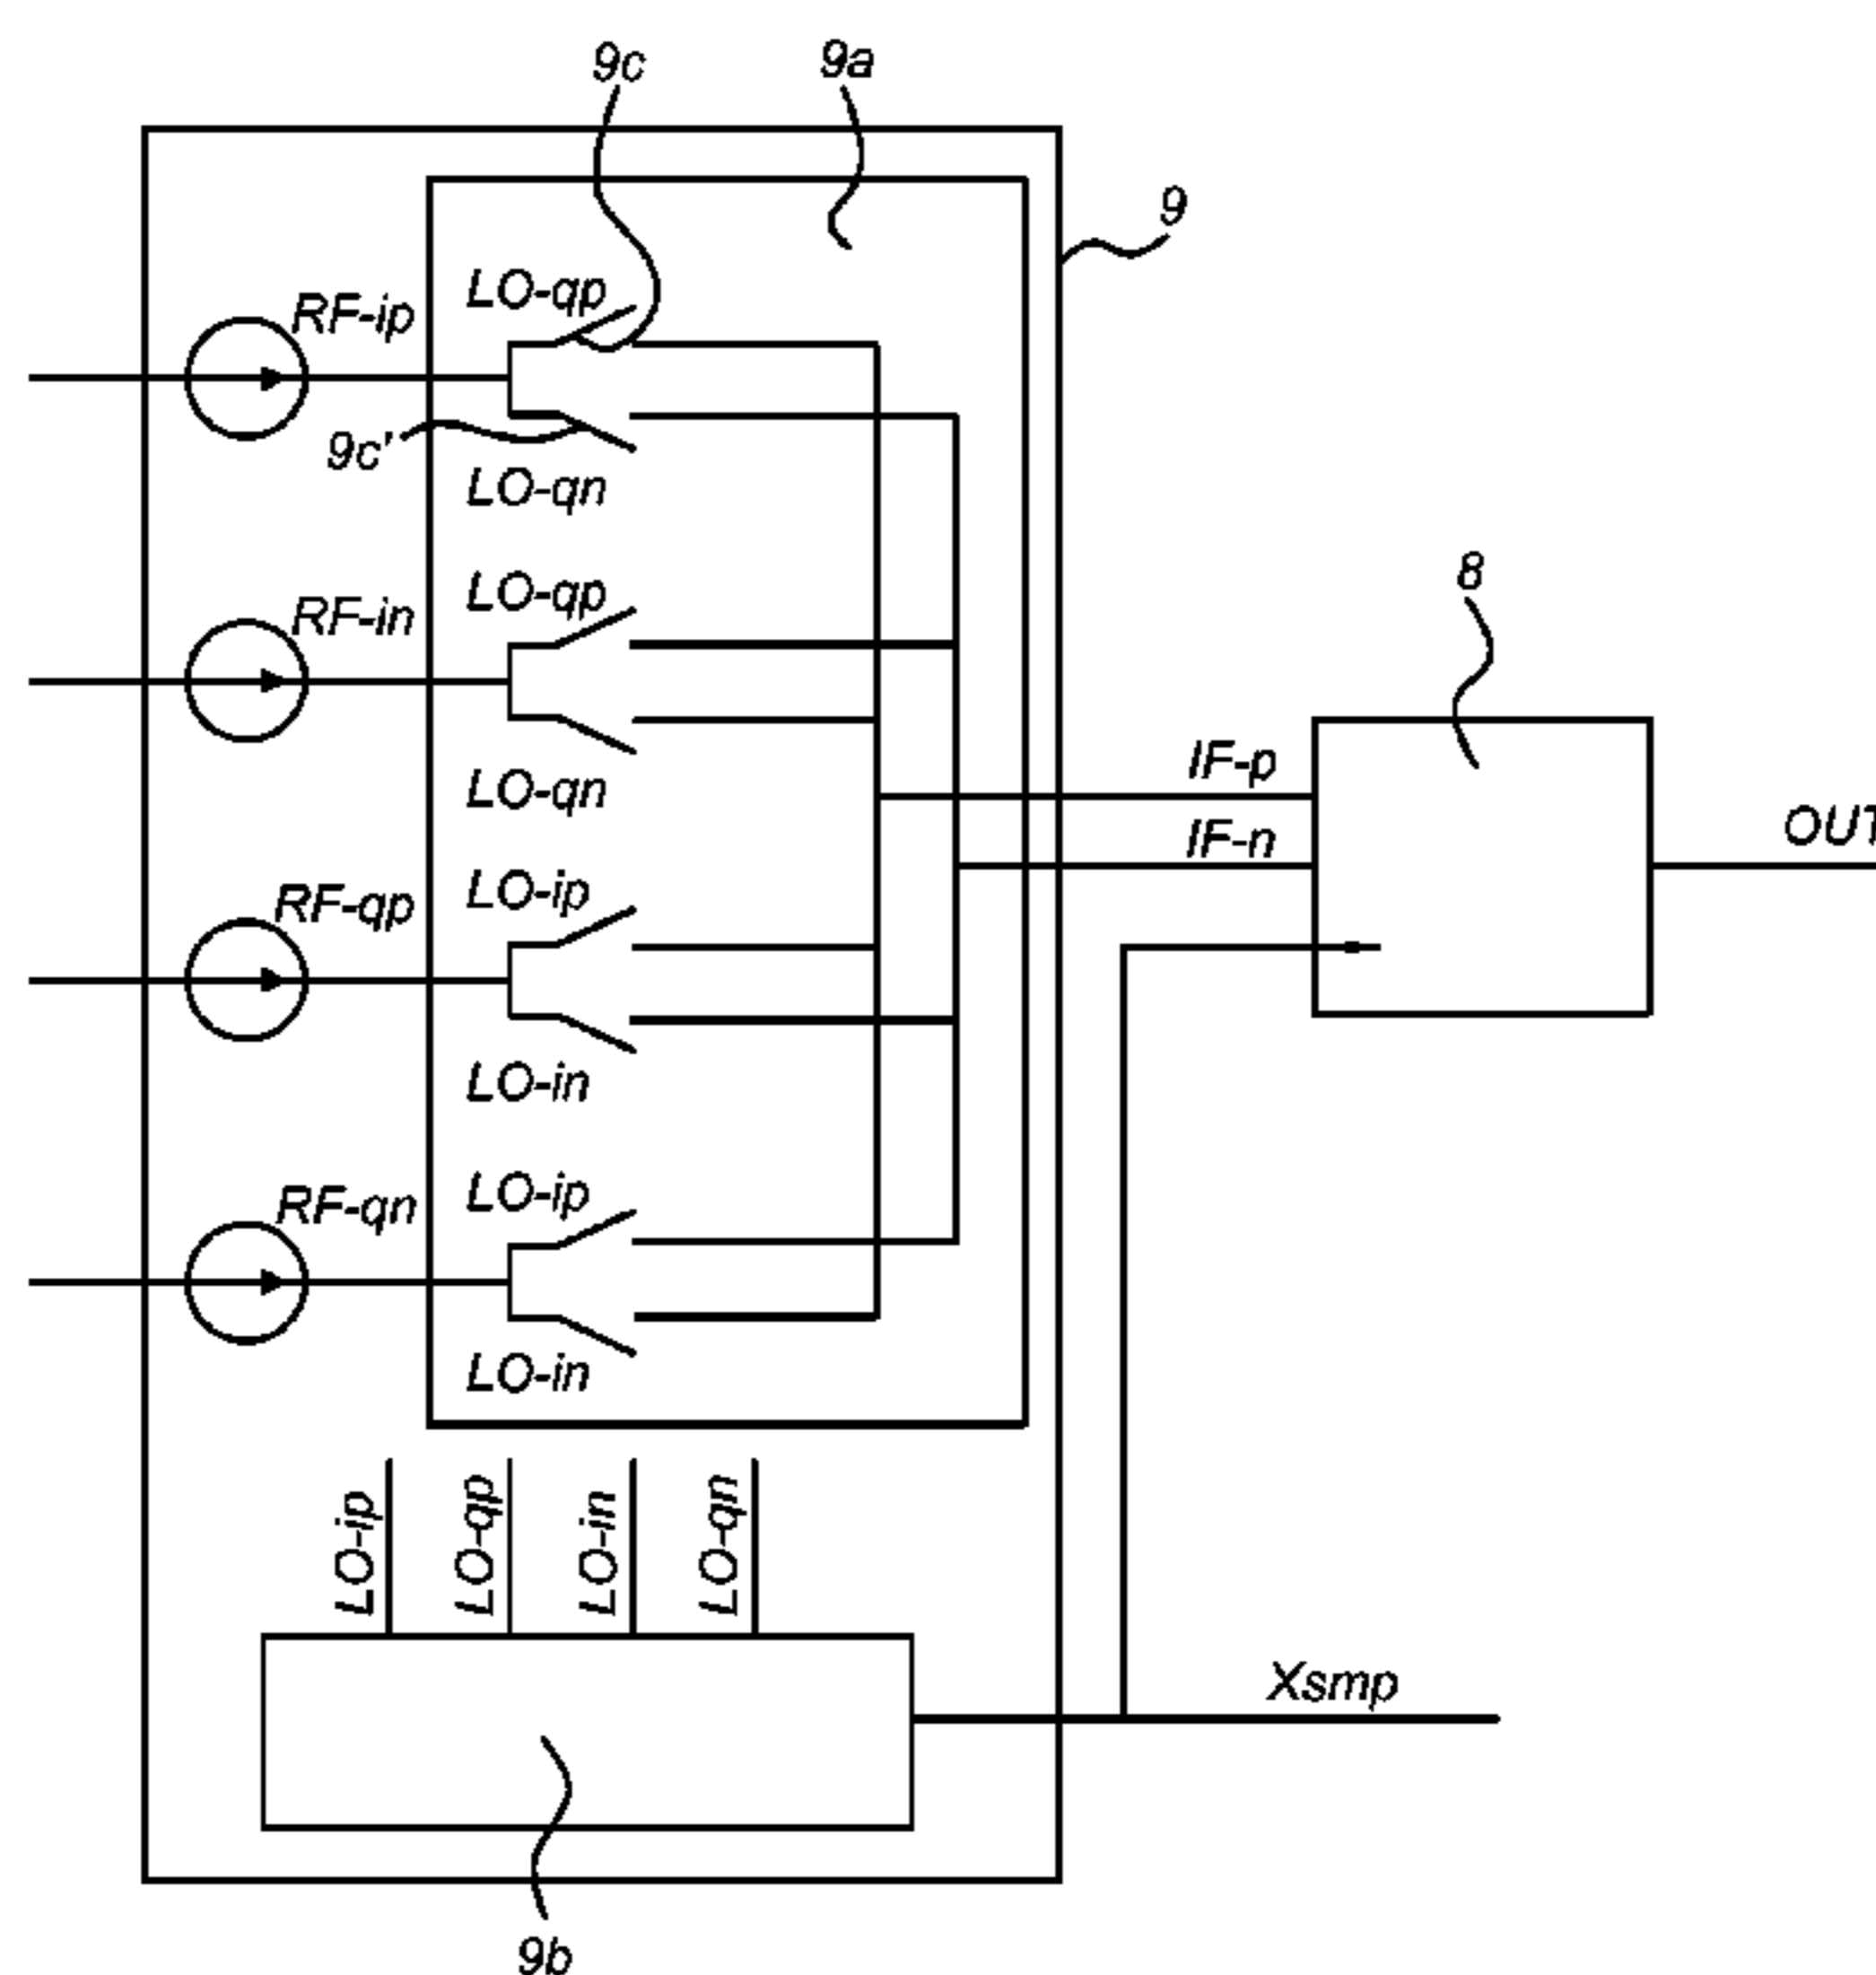 9c
9a
9
RF-ip
LO-qp
9c'
LO-qn
RF-in
LO-qp
LO-qn
8
IF-p
IF-n
OUT
RF-qp
LO-ip
LO-in
RF-qn
LO-ip
LO-in
LO-ip
LO-qp
LO-in
LO-qn
Xsmp
9b